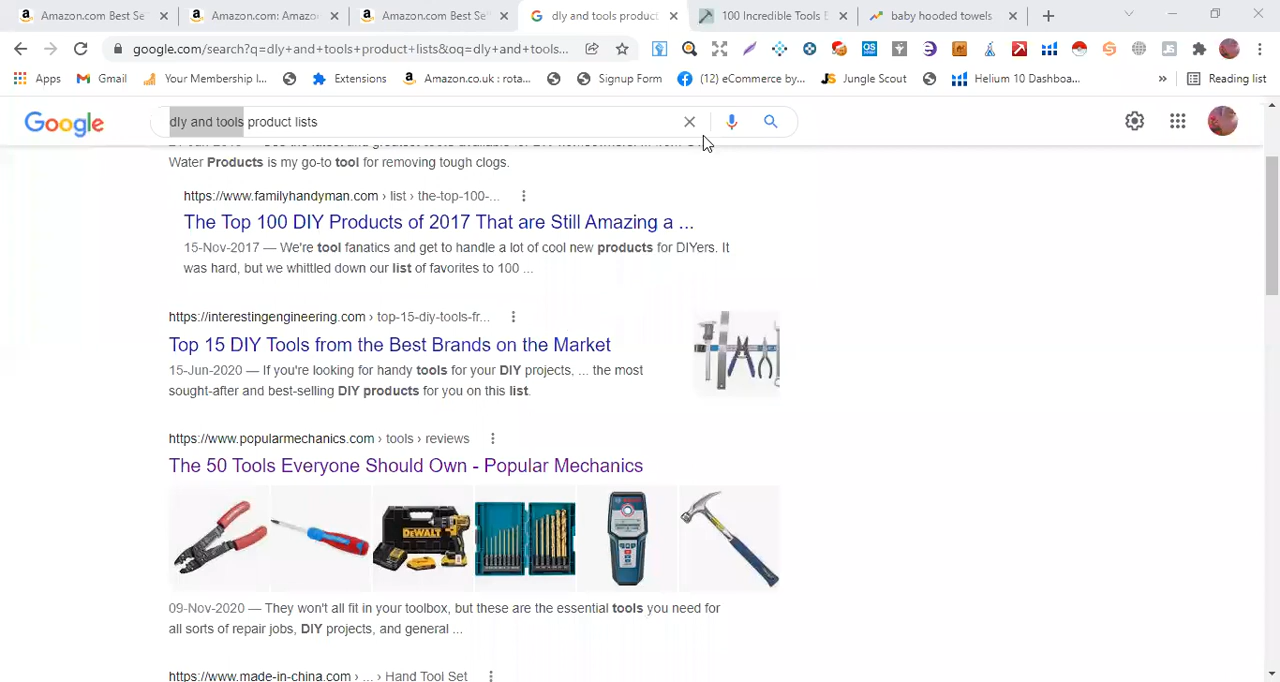 Amazon.com Best Se
Amazon.com: Amazo
Amazon.com Best Se
dly and tools product
100 Incredible Tools E
baby hooded towels
google.com/search?q=dly+and+tools+product+lists&oq=dly+and+tools...
Apps
Gmail
Your Membership I...
Extensions
Amazon.co.uk : rota...
Signup Form
(12) eCommerce by...
JS Jungle Scout
Helium 10 Dashboa...
»
Reading list
Google
dly and tools product lists
Water Products is my go-to tool for removing tough clogs.
https://www.familyhandyman.com › list › the-top-100-...
The Top 100 DIY Products of 2017 That are Still Amazing a ...
15-Nov-2017 — We're tool fanatics and get to handle a lot of cool new products for DIYers. It
was hard, but we whittled down our list of favorites to 100 ...
https://interestingengineering.com › top-15-diy-tools-fr...
Top 15 DIY Tools from the Best Brands on the Market
15-Jun-2020 — If you're looking for handy tools for your DIY projects, ... the most
sought-after and best-selling DIY products for you on this list.
https://www.popularmechanics.com › tools › reviews
The 50 Tools Everyone Should Own - Popular Mechanics
DEWALT
09-Nov-2020 — They won't all fit in your toolbox, but these are the essential tools you need for
all sorts of repair jobs, DIY projects, and general ...
https://www.made-in-china.com › ... › Hand Tool Set